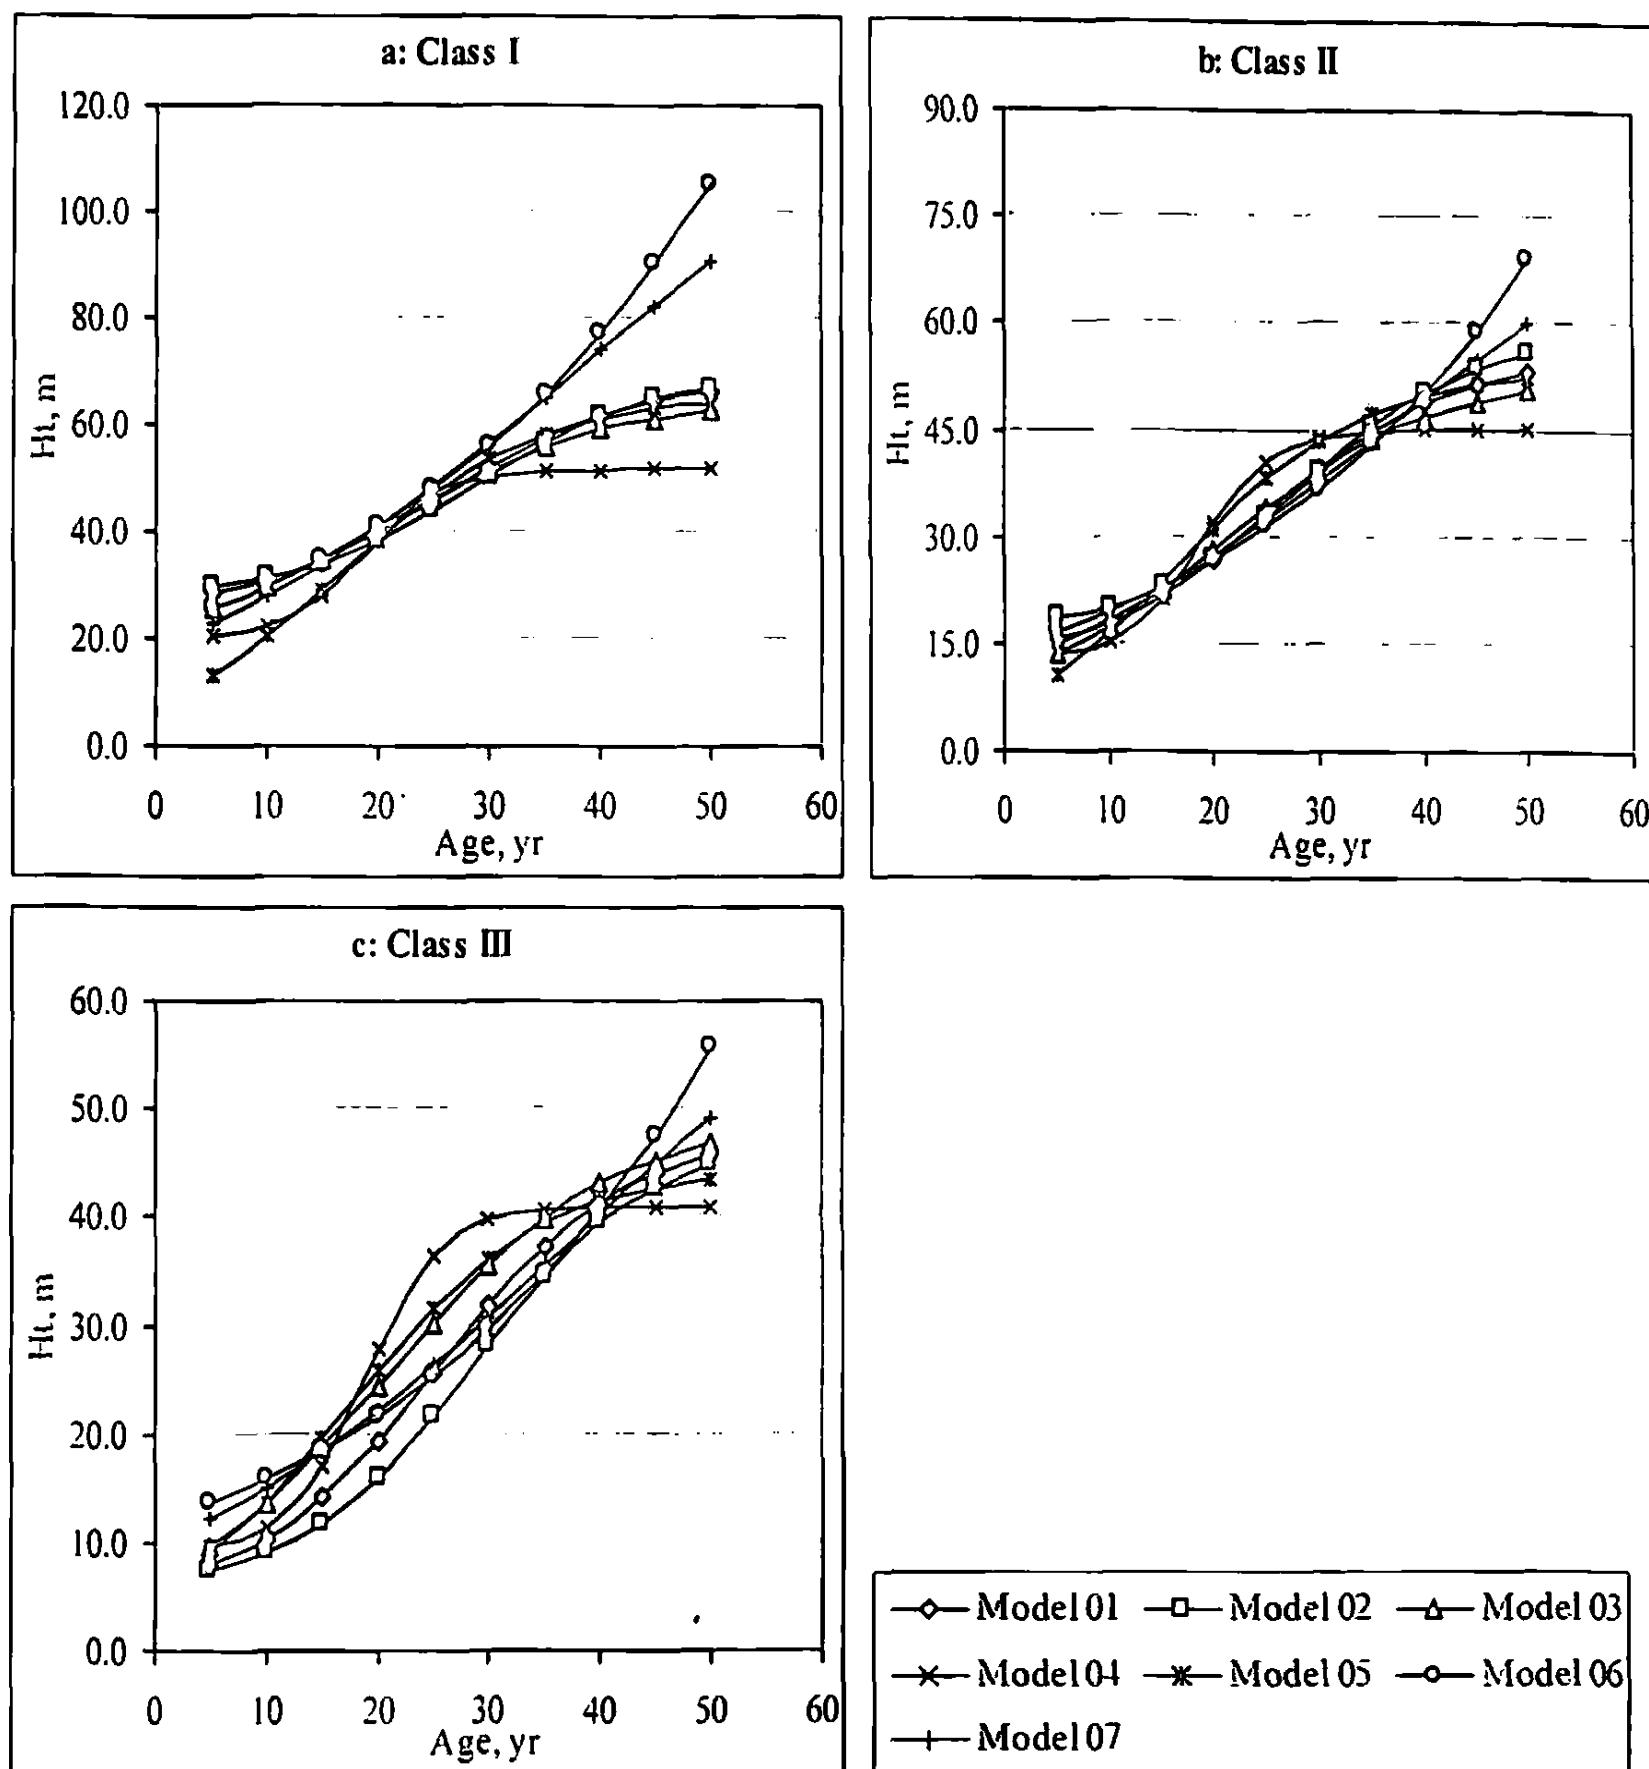 a: Class I
120.0
100.0
80.0
60.0
40.0
20.0
0.0
Ht, m
0 10 20 30 40 50 60
Age, yr
b: Class II
90.0
75.0
60.0
45.0
30.0
15.0
0.0
Ht, m
0 10 20 30 40 50 60
Age, yr
c: Class III
60.0
50.0
40.0
30.0
20.0
10.0
0.0
Ht, m
0 10 20 30 40 50 60
Age, yr
Model 01 Model 02 Model 03
Model 04 Model 05 Model 06
Model 07